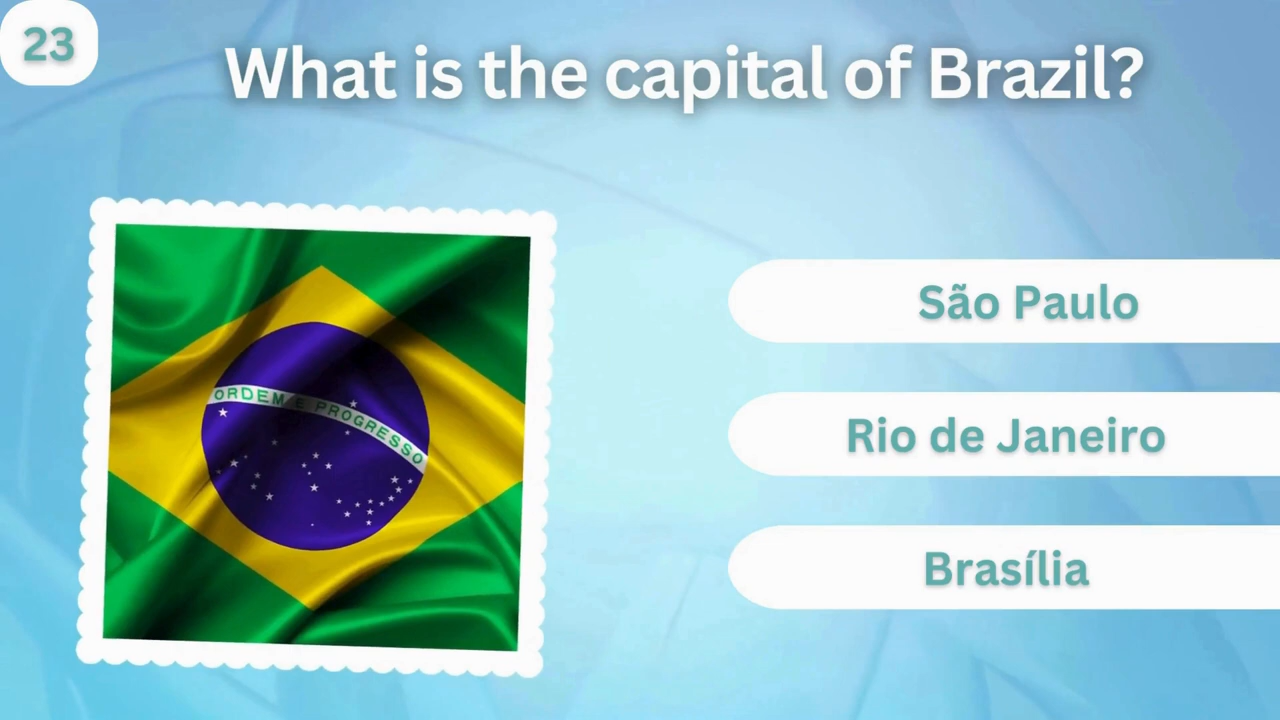 23
What is the capital of Brazil?
ORDEM E PROGRESSO
São Paulo
Rio de Janeiro
Brasília